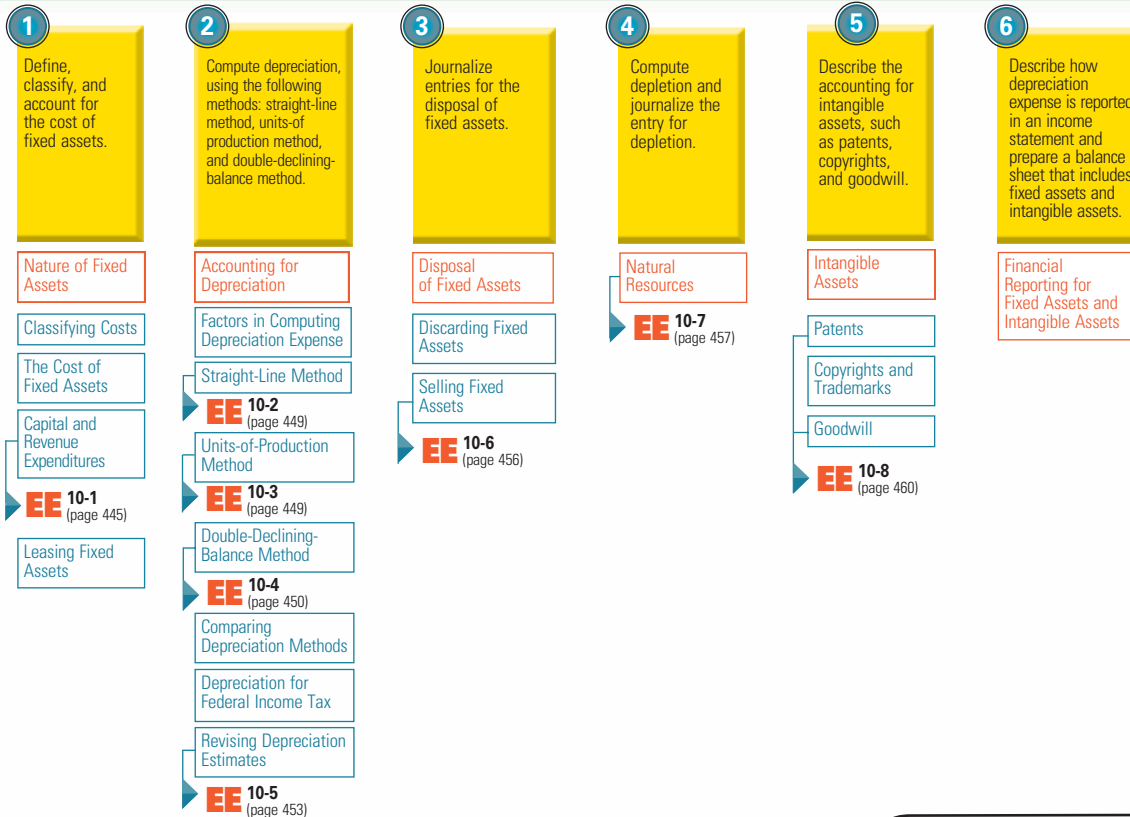 1
Define,
classify, and
account for
the cost of
fixed assets.
Nature of Fixed
Assets
Classifying Costs
The Cost of
Fixed Assets
Capital and
Revenue
Expenditures
EE 10-1
(page 445)
Leasing Fixed
Assets
2
Compute depreciation,
using the following
methods: straight-line
method, units-of
production method,
and double-declining-
balance method.
Accounting for
Depreciation
Factors in Computing
Depreciation Expense
Straight-Line Method
EE 10-2
(page 449)
Units-of-Production
Method
EE 10-3
(page 449)
Double-Declining-
Balance Method
EE 10-4
(page 450)
Comparing
Depreciation Methods
Depreciation for
Federal Income Tax
Revising Depreciation
Estimates
EE 10-5
(page 453)
3
Journalize
entries for the
disposal of
fixed assets.
Disposal
of Fixed Assets
Discarding Fixed
Assets
Selling Fixed
Assets
EE 10-6
(page 456)
4
Compute
depletion and
journalize the
entry for
depletion.
Natural
Resources
EE 10-7
(page 457)
5
Describe the
accounting for
intangible
assets, such
as patents,
copyrights,
and goodwill.
Intangible
Assets
Patents
Copyrights and
Trademarks
Goodwill
EE 10-8
(page 460)
6
Describe how
depreciation
expense is reported
in an income
statement and
prepare a balance
sheet that includes
fixed assets and
intangible assets.
Financial
Reporting for
Fixed Assets and
Intangible Assets